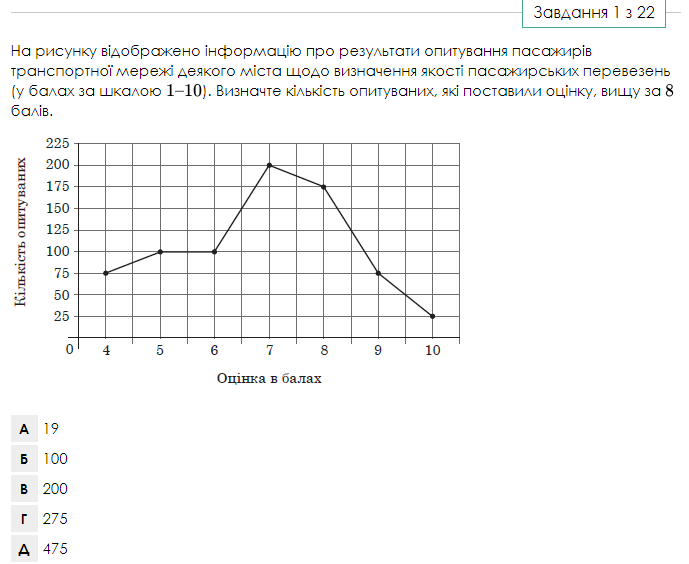 Завдання 1 з 22
На рисунку відображено інформацію про результати опитування пасажирів
транспортної мережі деякого міста щодо визначення якості пасажирських перевезень
(у балах за шкалою 1–10). Визначте кількість опитуваних, які поставили оцінку, вищу за 8
балів.
Кількість опитуваних
225
200
175
150
125
100
75
50
25
0 4 5 6 7 8 9 10
Оцінка в балах
А 19
Б 100
В 200
Г 275
Д 475